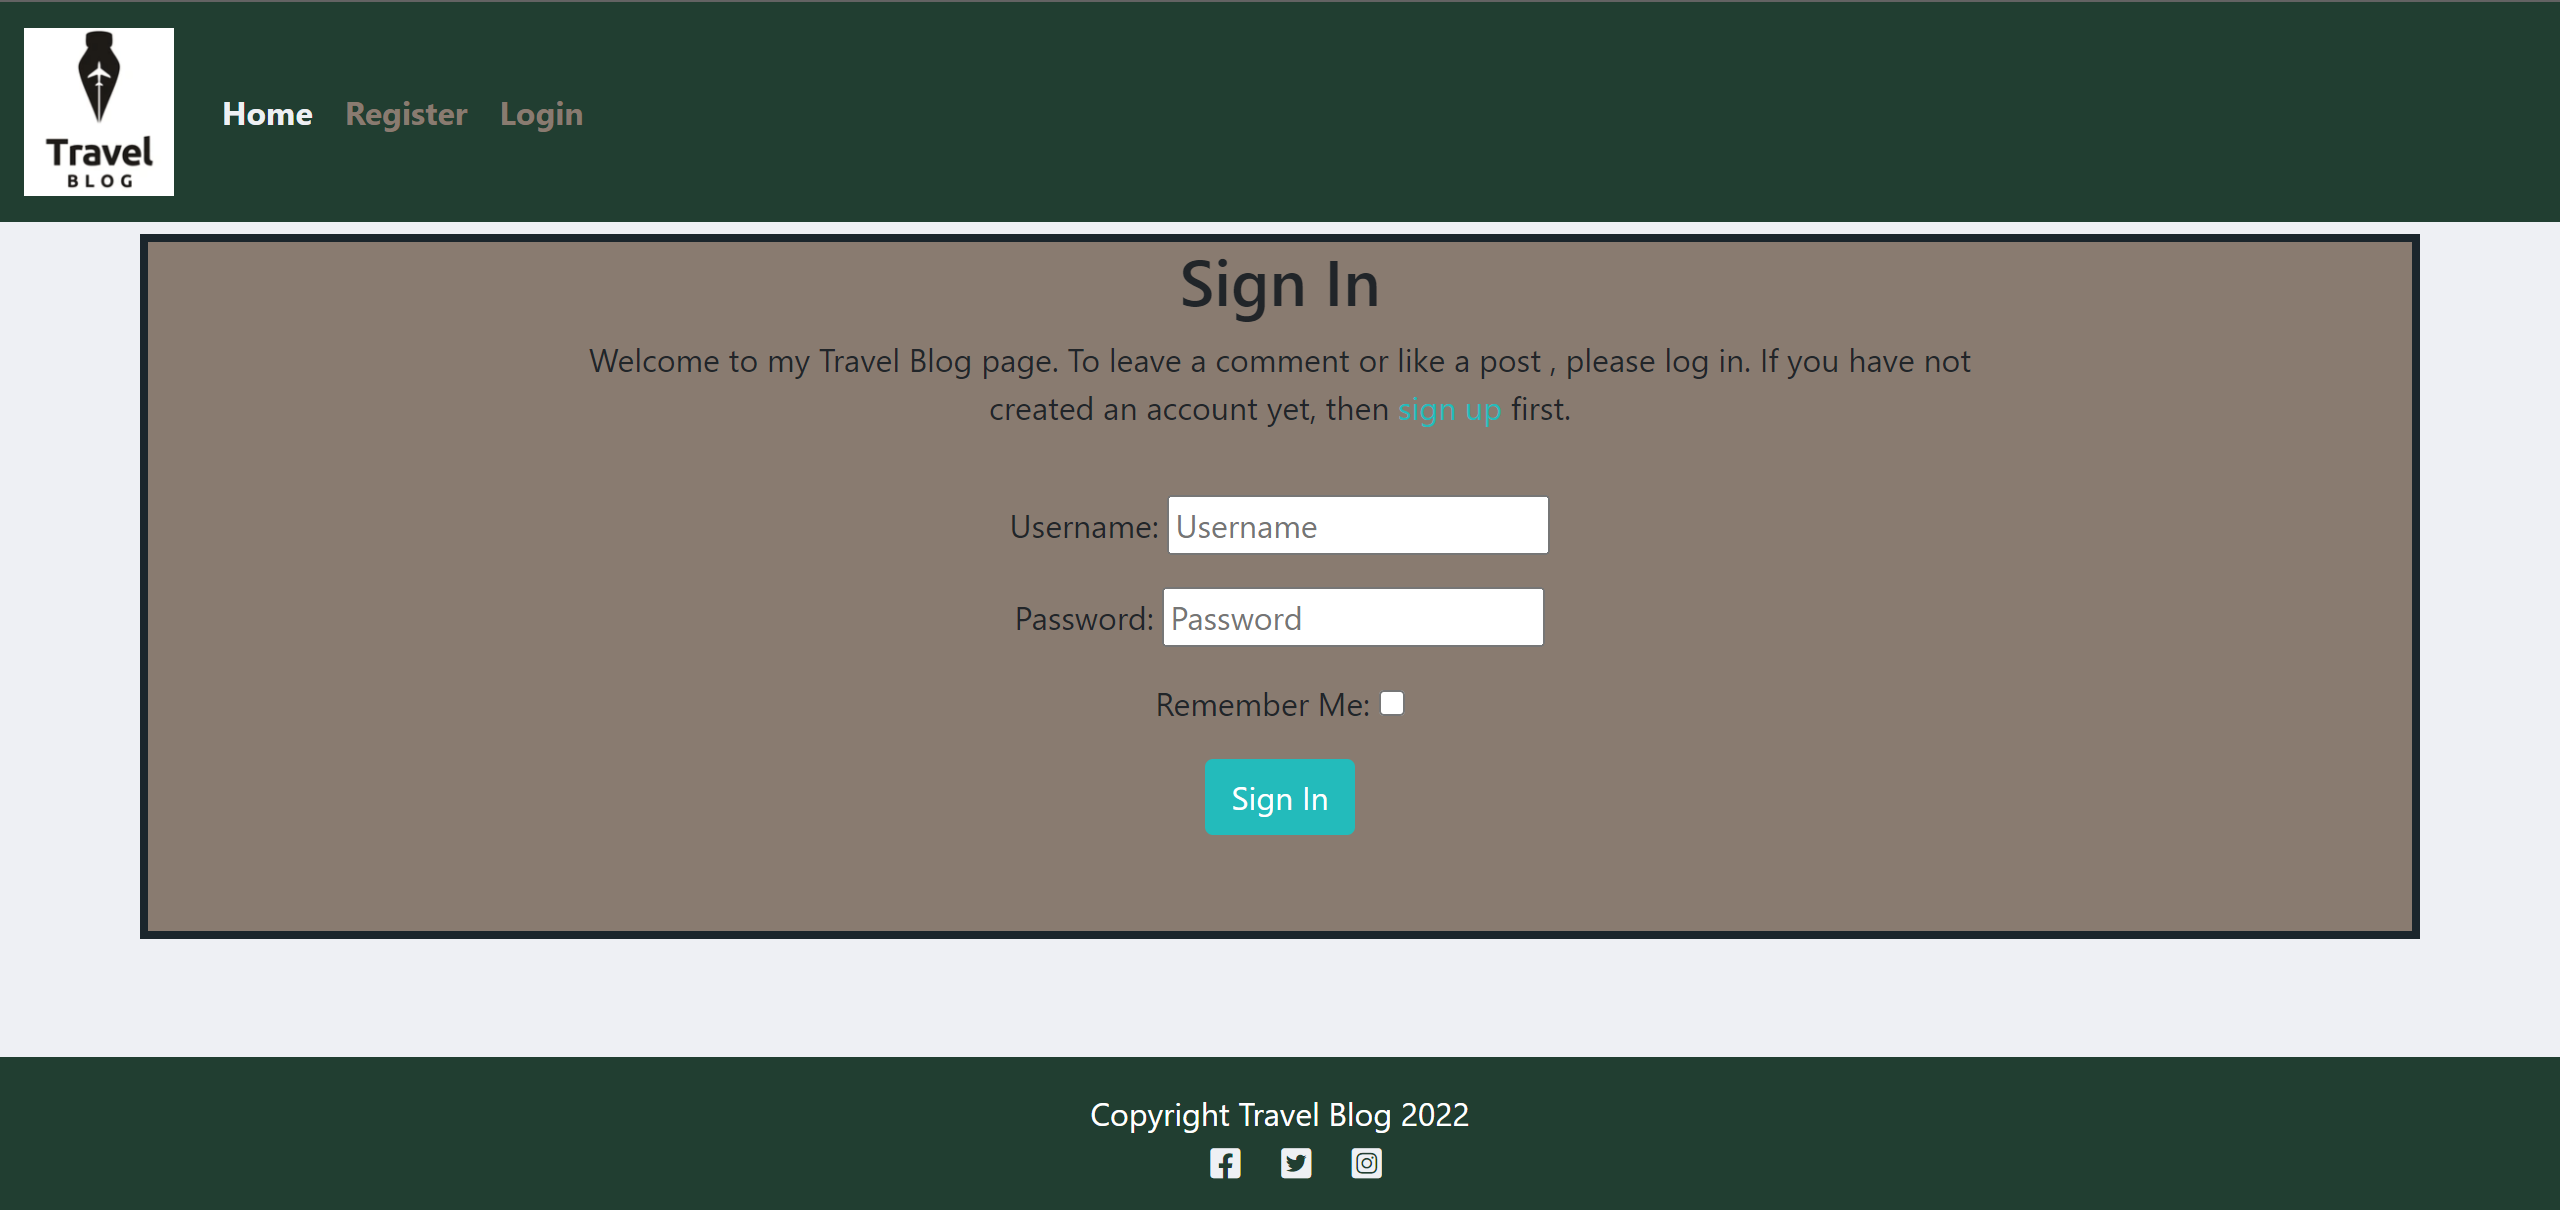 Travel
BLOG
Home Register Login
Sign In
Welcome to my Travel Blog page. To leave a comment or like a post , please log in. If you have not
created an account yet, then sign up first.
Username: Username
Password: Password
Remember Me:
Sign In
Copyright Travel Blog 2022